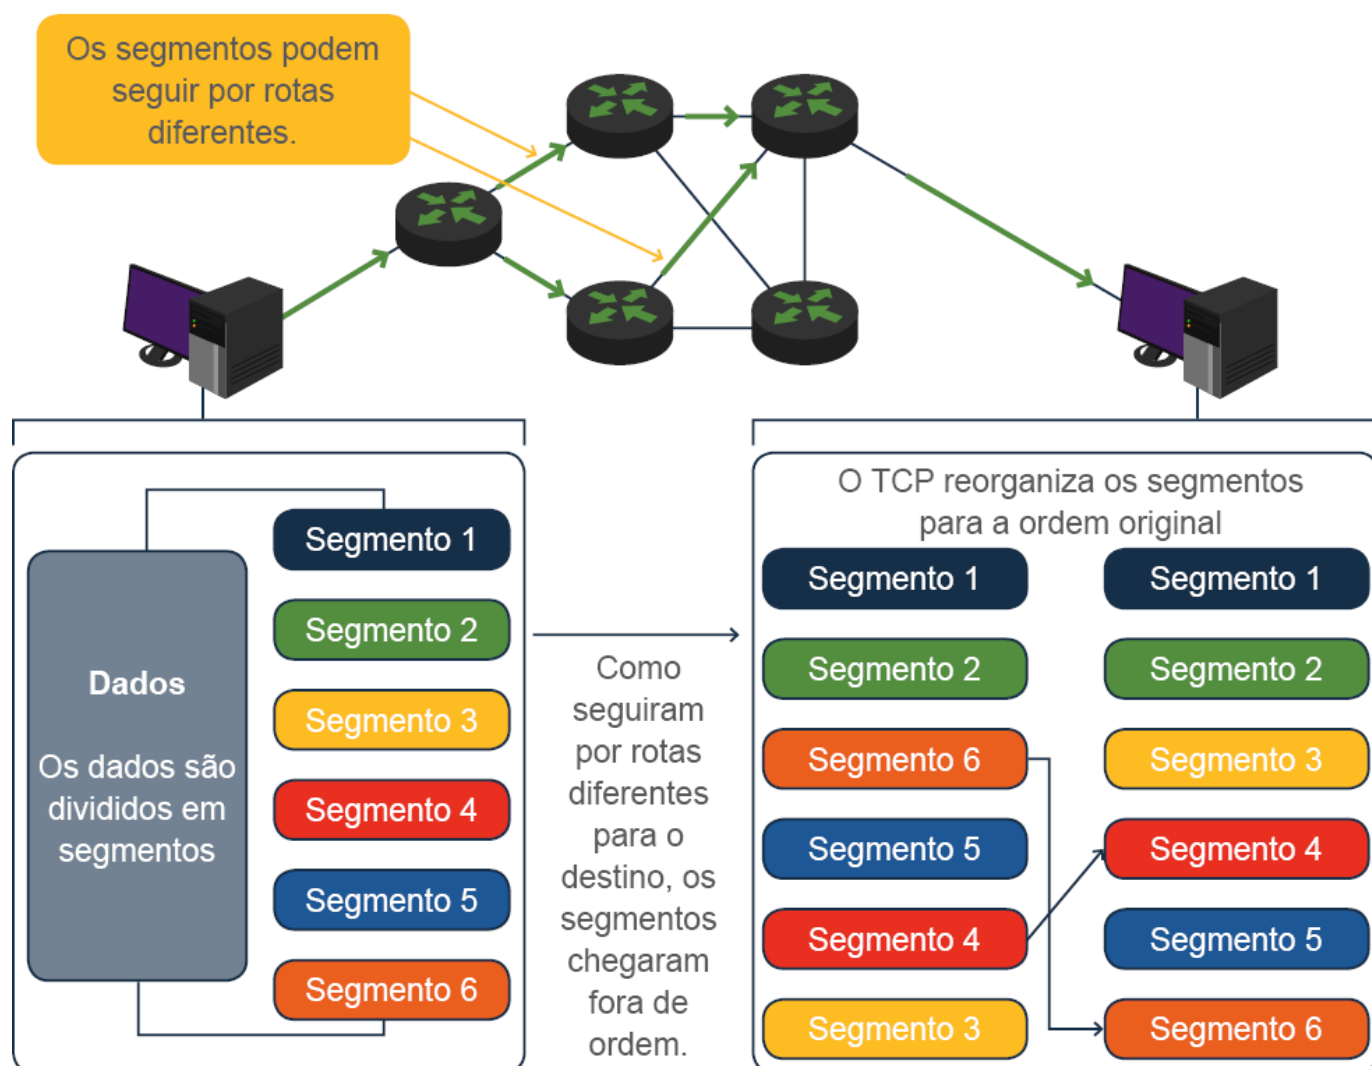 Os segmentos podem
seguir por rotas
diferentes.
Dados
Os dados são
divididos em
segmentos
Segmento 1
Segmento 2
Segmento 3
Segmento 4
Segmento 5
Segmento 6
Como
seguiram
por rotas
diferentes
para o
destino, os
segmentos
chegaram
fora de
ordem.
O TCP reorganiza os segmentos
para a ordem original
Segmento 1
Segmento 2
Segmento 6
Segmento 5
Segmento 4
Segmento 3
Segmento 1
Segmento 2
Segmento 3
Segmento 4
Segmento 5
Segmento 6